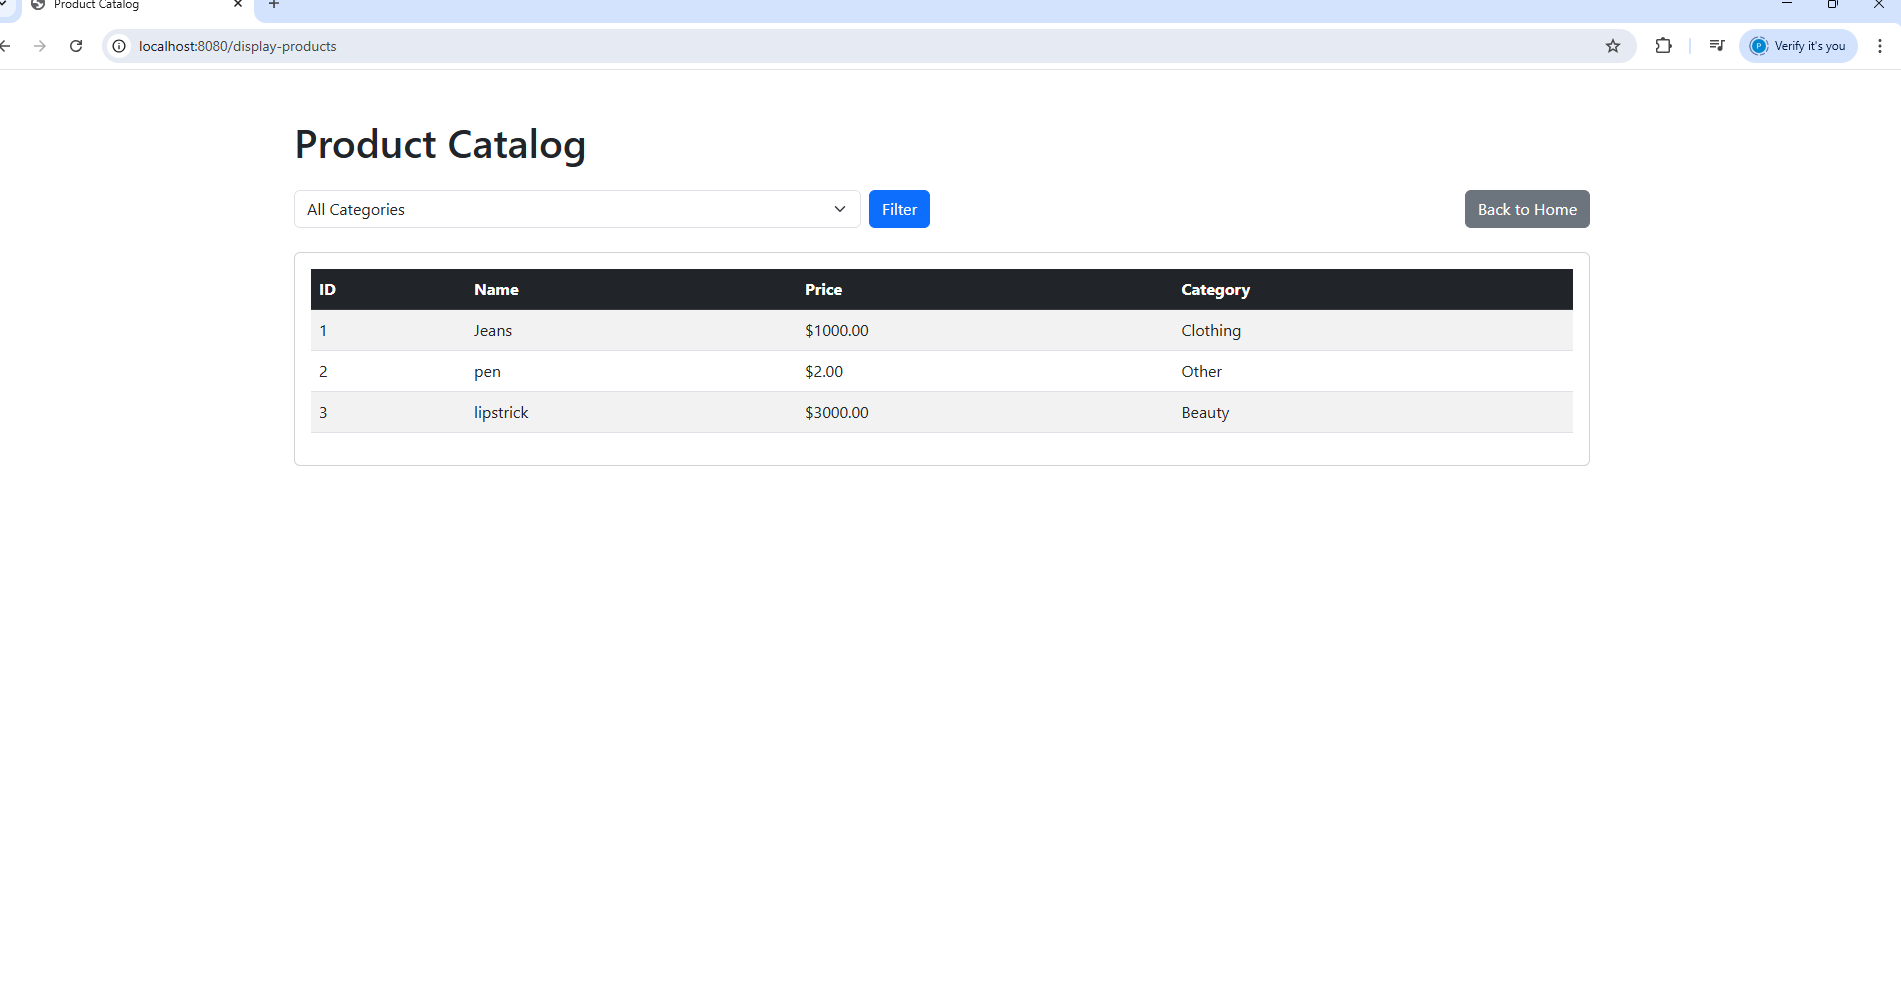 Product Catalog
localhost:8080/display-products
P Verify it's you
Product Catalog
All Categories Filter Back to Home
ID Name Price Category
1 Jeans $1000.00 Clothing
2 pen $2.00 Other
3 lipstrick $3000.00 Beauty